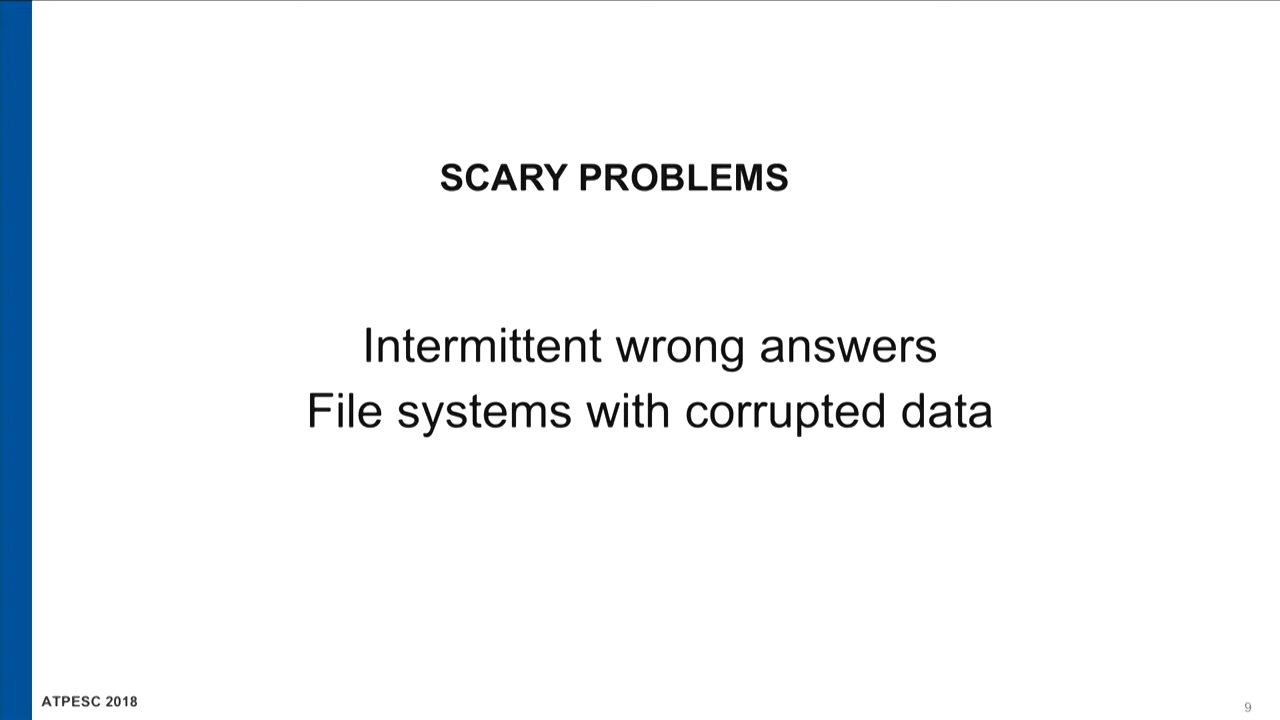 SCARY PROBLEMS
Intermittent wrong answers
File systems with corrupted data
ATPESC 2018
9